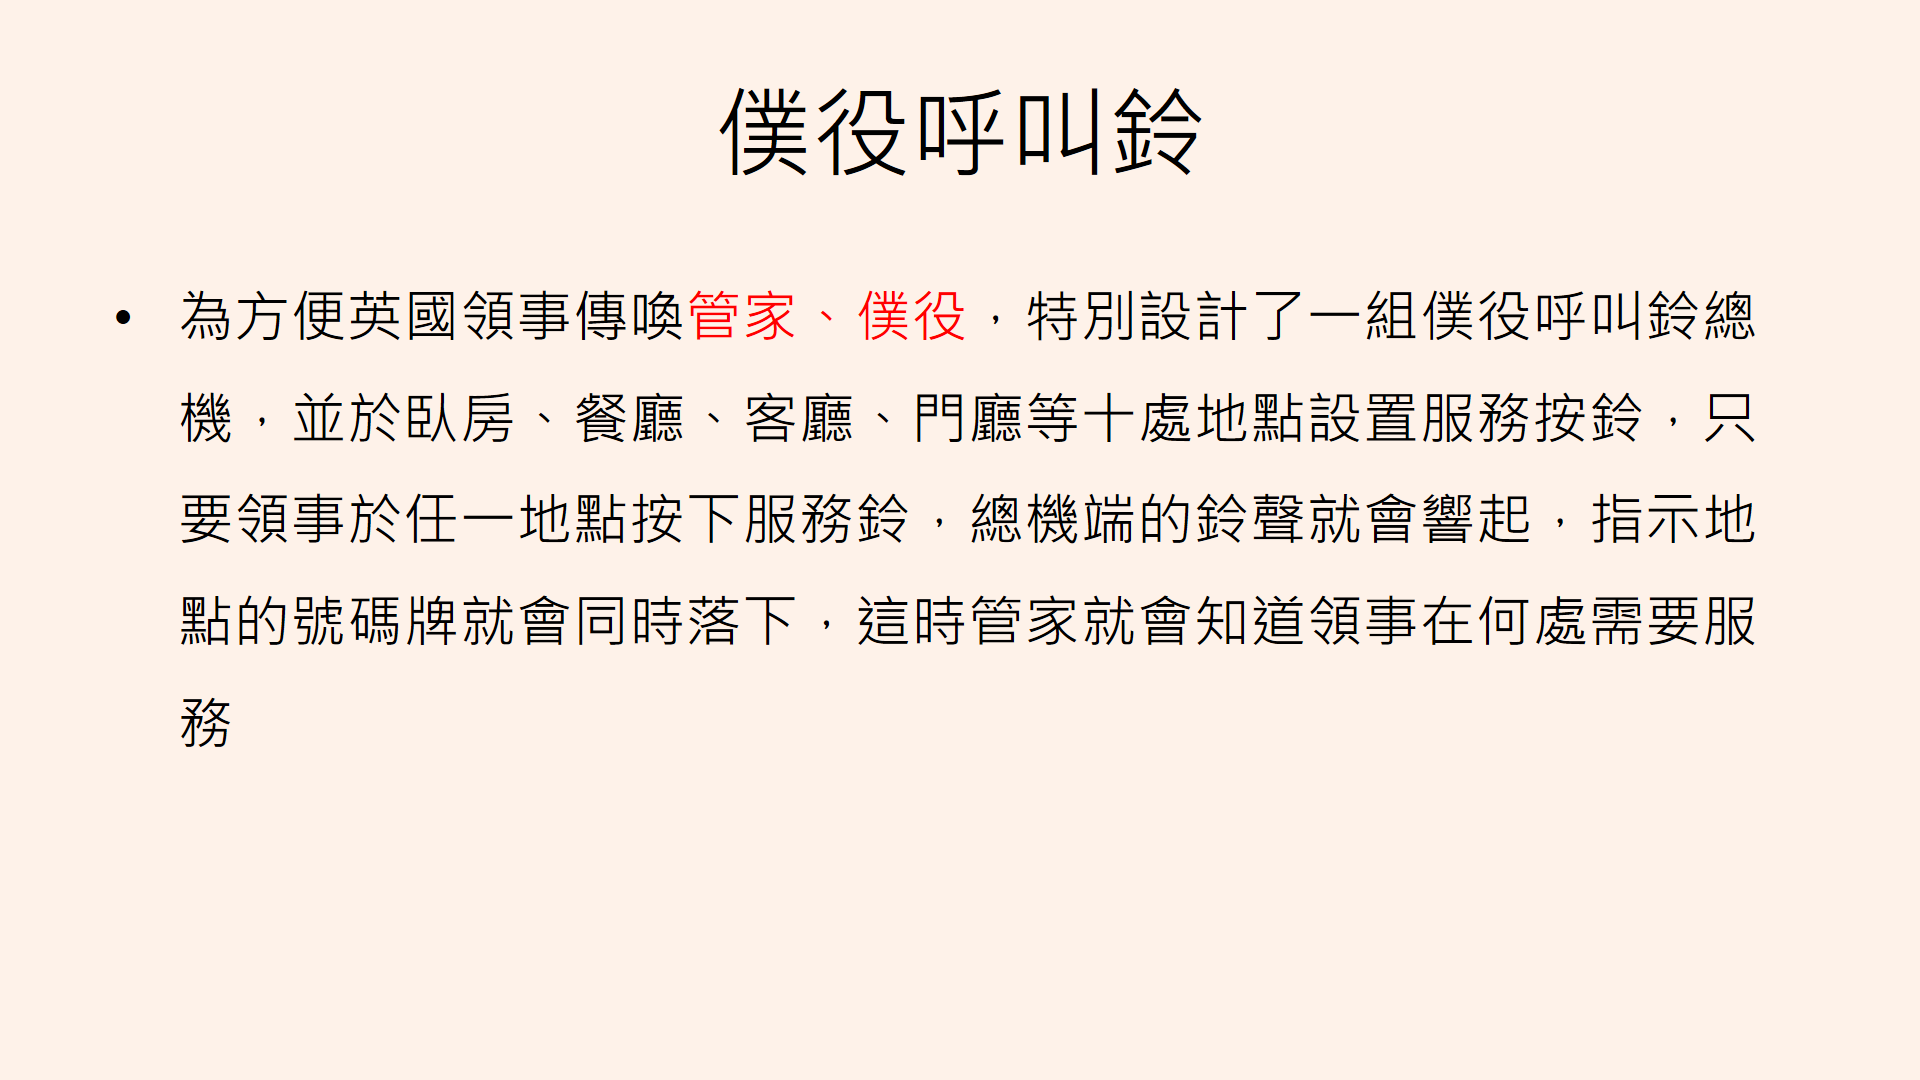 僕役呼叫鈴
• 為方便英國領事傳喚管家、僕役，特別設計了一組僕役呼叫鈴總
機，並於臥房、餐廳、客廳、門廳等十處地點設置服務按鈴，只
要領事於任一地點按下服務鈴，總機端的鈴聲就會響起，指示地
點的號碼牌就會同時落下，這時管家就會知道領事在何處需要服
務